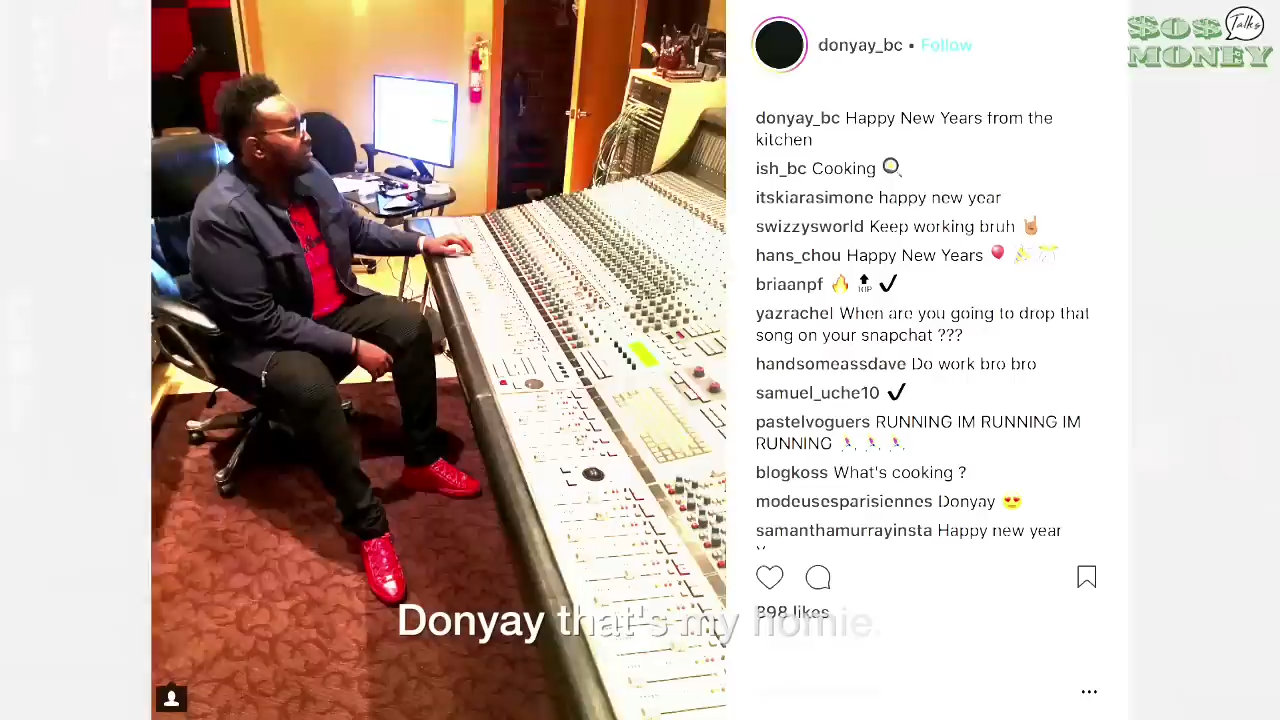 $O$ Talks
MONEY
donyay_bc • Follow
donyay_bc Happy New Years from the
kitchen
ish_bc Cooking 🍳
itskiarasimone happy new year
swizzysworld Keep working bruh 🤘🏼
hans_chou Happy New Years 🎈🎉🎊
briaanpf 🔥🔝✔️
yazrachel When are you going to drop that
song on your snapchat ???
handsomeassdave Do work bro bro
samuel_uche10 ✔️
pastelvoguers RUNNING IM RUNNING IM
RUNNING 🏃‍♀️🏃‍♀️🏃‍♀️
blogkoss What's cooking ?
modeusesparisiennes Donyay 😍
samanthamurrayinsta Happy new year
898 likes
Donyay that's my homie.